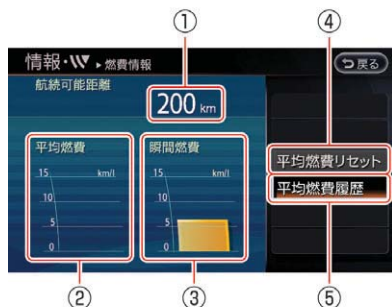 ① ④
情報・W ▸燃費情報 戻る
航続可能距離
200 km
平均燃費 瞬間燃費
平均燃費リセット
平均燃費履歴
15 km/l 15 km/l
10 10
5 5
0 0
② ③ ⑤